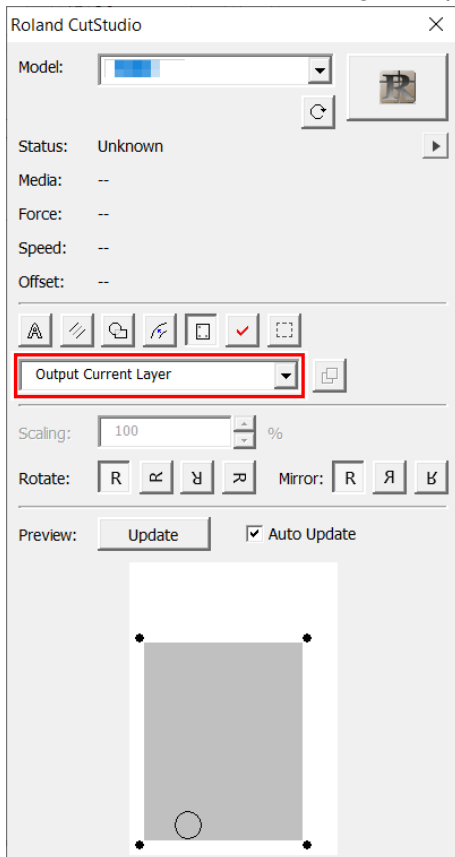 Roland CutStudio
Model:
Status: Unknown
Media: --
Force: --
Speed: --
Offset: --
Output Current Layer
Scaling: 100 %
Rotate: R R R R Mirror: R R R
Preview: Update Auto Update